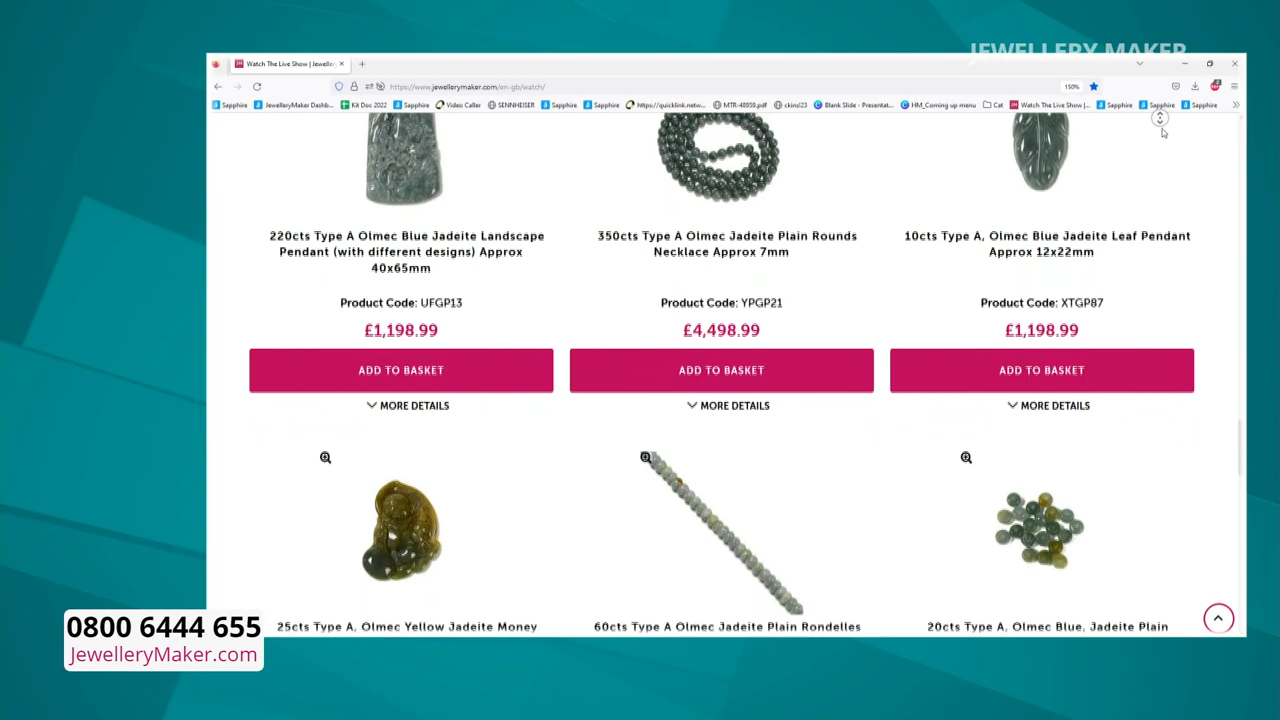 JEWELLERY MAKER
Watch The Live Show | Jewellery
https://www.jewellerymaker.com/en-gb/watch/
150%
Sapphire
JewelleryMaker Dashb...
Kit Doc 2022
Sapphire
Video Caller
SENNHEISER
Sapphire
Sapphire
https://quicklink.netw...
MTR-48959.pdf
ckinsl23
Blank Slide - Presentat...
HM_Coming up menu
Cat
Watch The Live Show |...
Sapphire
Sapphire
Sapphire
220cts Type A Olmec Blue Jadeite Landscape
Pendant (with different designs) Approx
40x65mm
Product Code: UFGP13
£1,198.99
ADD TO BASKET
MORE DETAILS
350cts Type A Olmec Jadeite Plain Rounds
Necklace Approx 7mm
Product Code: YPGP21
£4,498.99
ADD TO BASKET
MORE DETAILS
10cts Type A, Olmec Blue Jadeite Leaf Pendant
Approx 12x22mm
Product Code: XTGP87
£1,198.99
ADD TO BASKET
MORE DETAILS
25cts Type A, Olmec Yellow Jadeite Money
60cts Type A Olmec Jadeite Plain Rondelles
20cts Type A, Olmec Blue, Jadeite Plain
0800 6444 655
JewelleryMaker.com